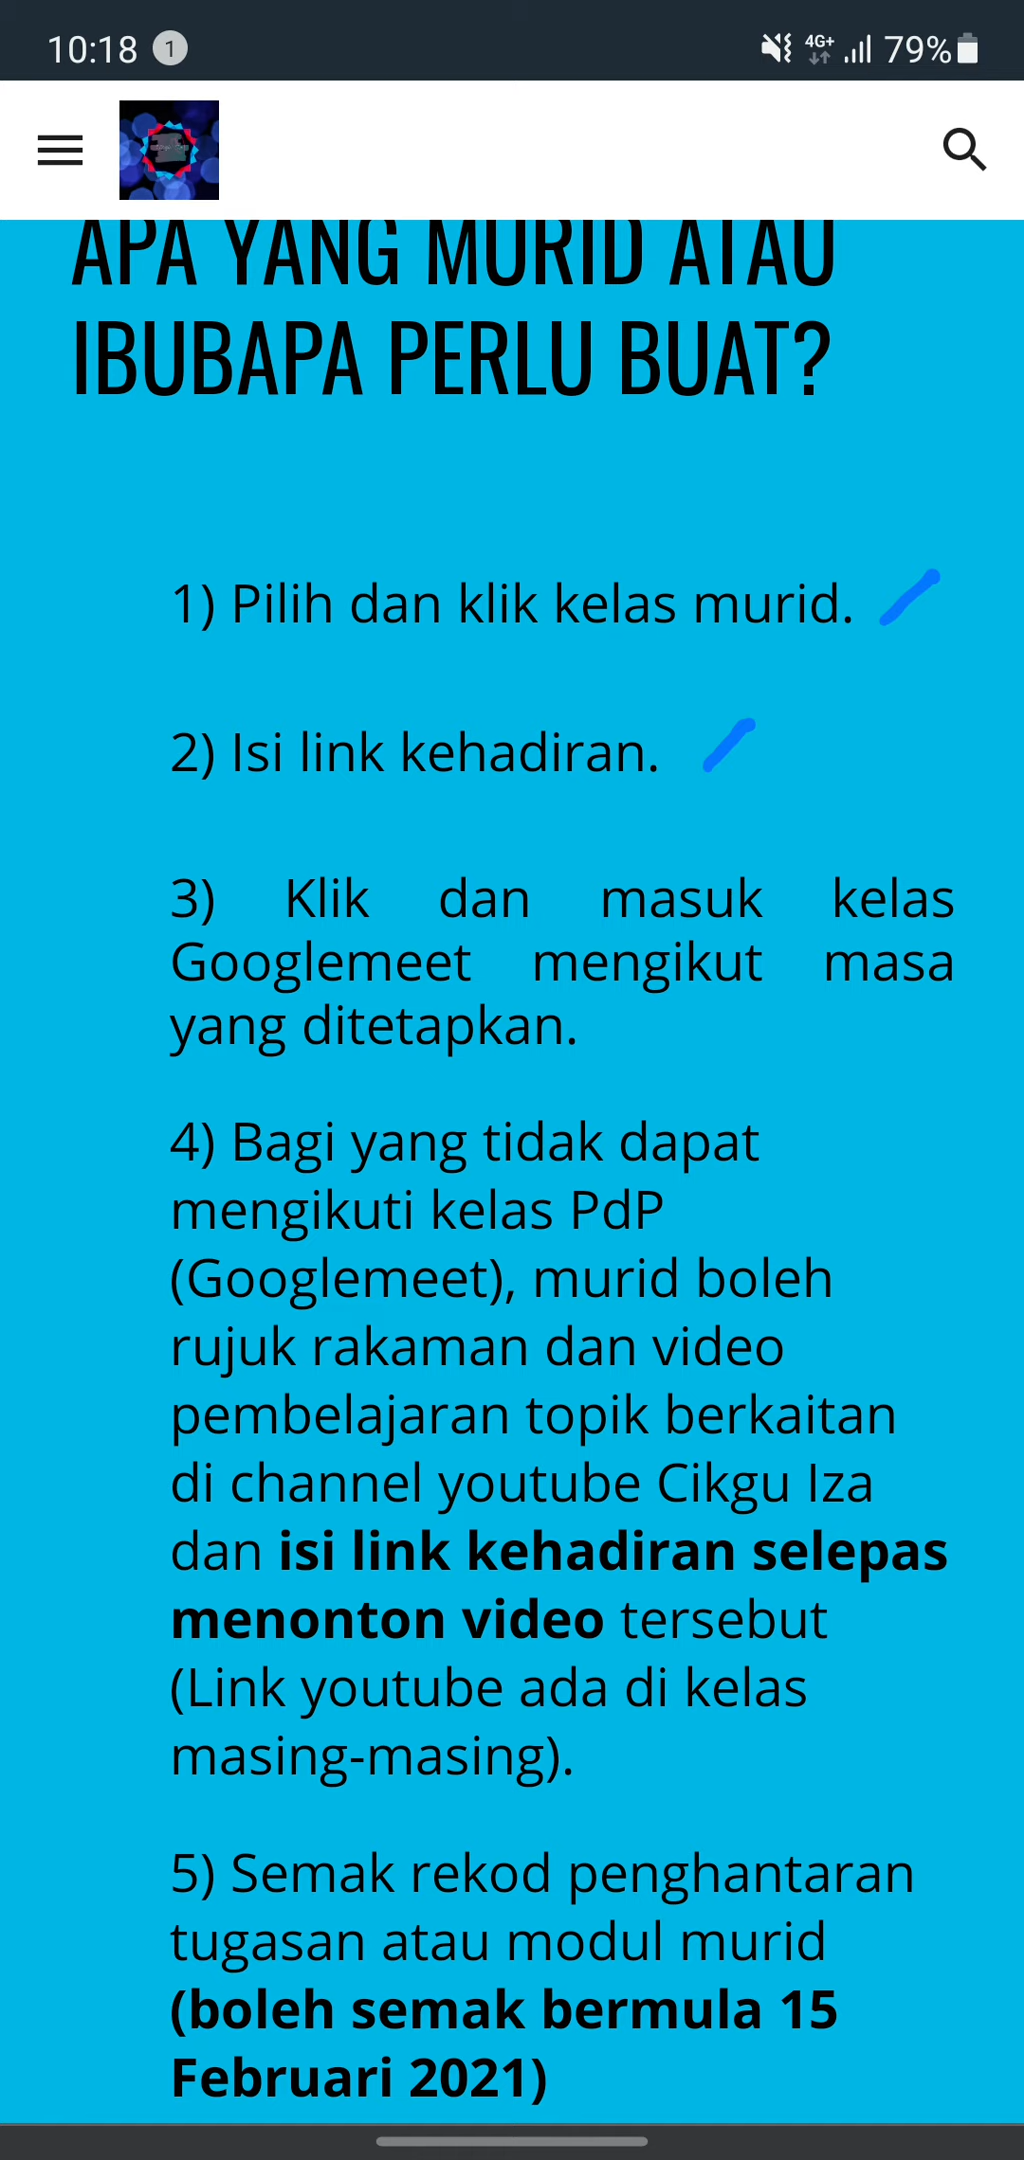 10:18 1 4G+ 79%
APA YANG MURID ATAU
IBUBAPA PERLU BUAT?
1) Pilih dan klik kelas murid.
2) Isi link kehadiran.
3) Klik dan masuk kelas
Googlemeet mengikut masa
yang ditetapkan.
4) Bagi yang tidak dapat
mengikuti kelas PdP
(Googlemeet), murid boleh
rujuk rakaman dan video
pembelajaran topik berkaitan
di channel youtube Cikgu Iza
dan isi link kehadiran selepas
menonton video tersebut
(Link youtube ada di kelas
masing-masing).
5) Semak rekod penghantaran
tugasan atau modul murid
(boleh semak bermula 15
Februari 2021)